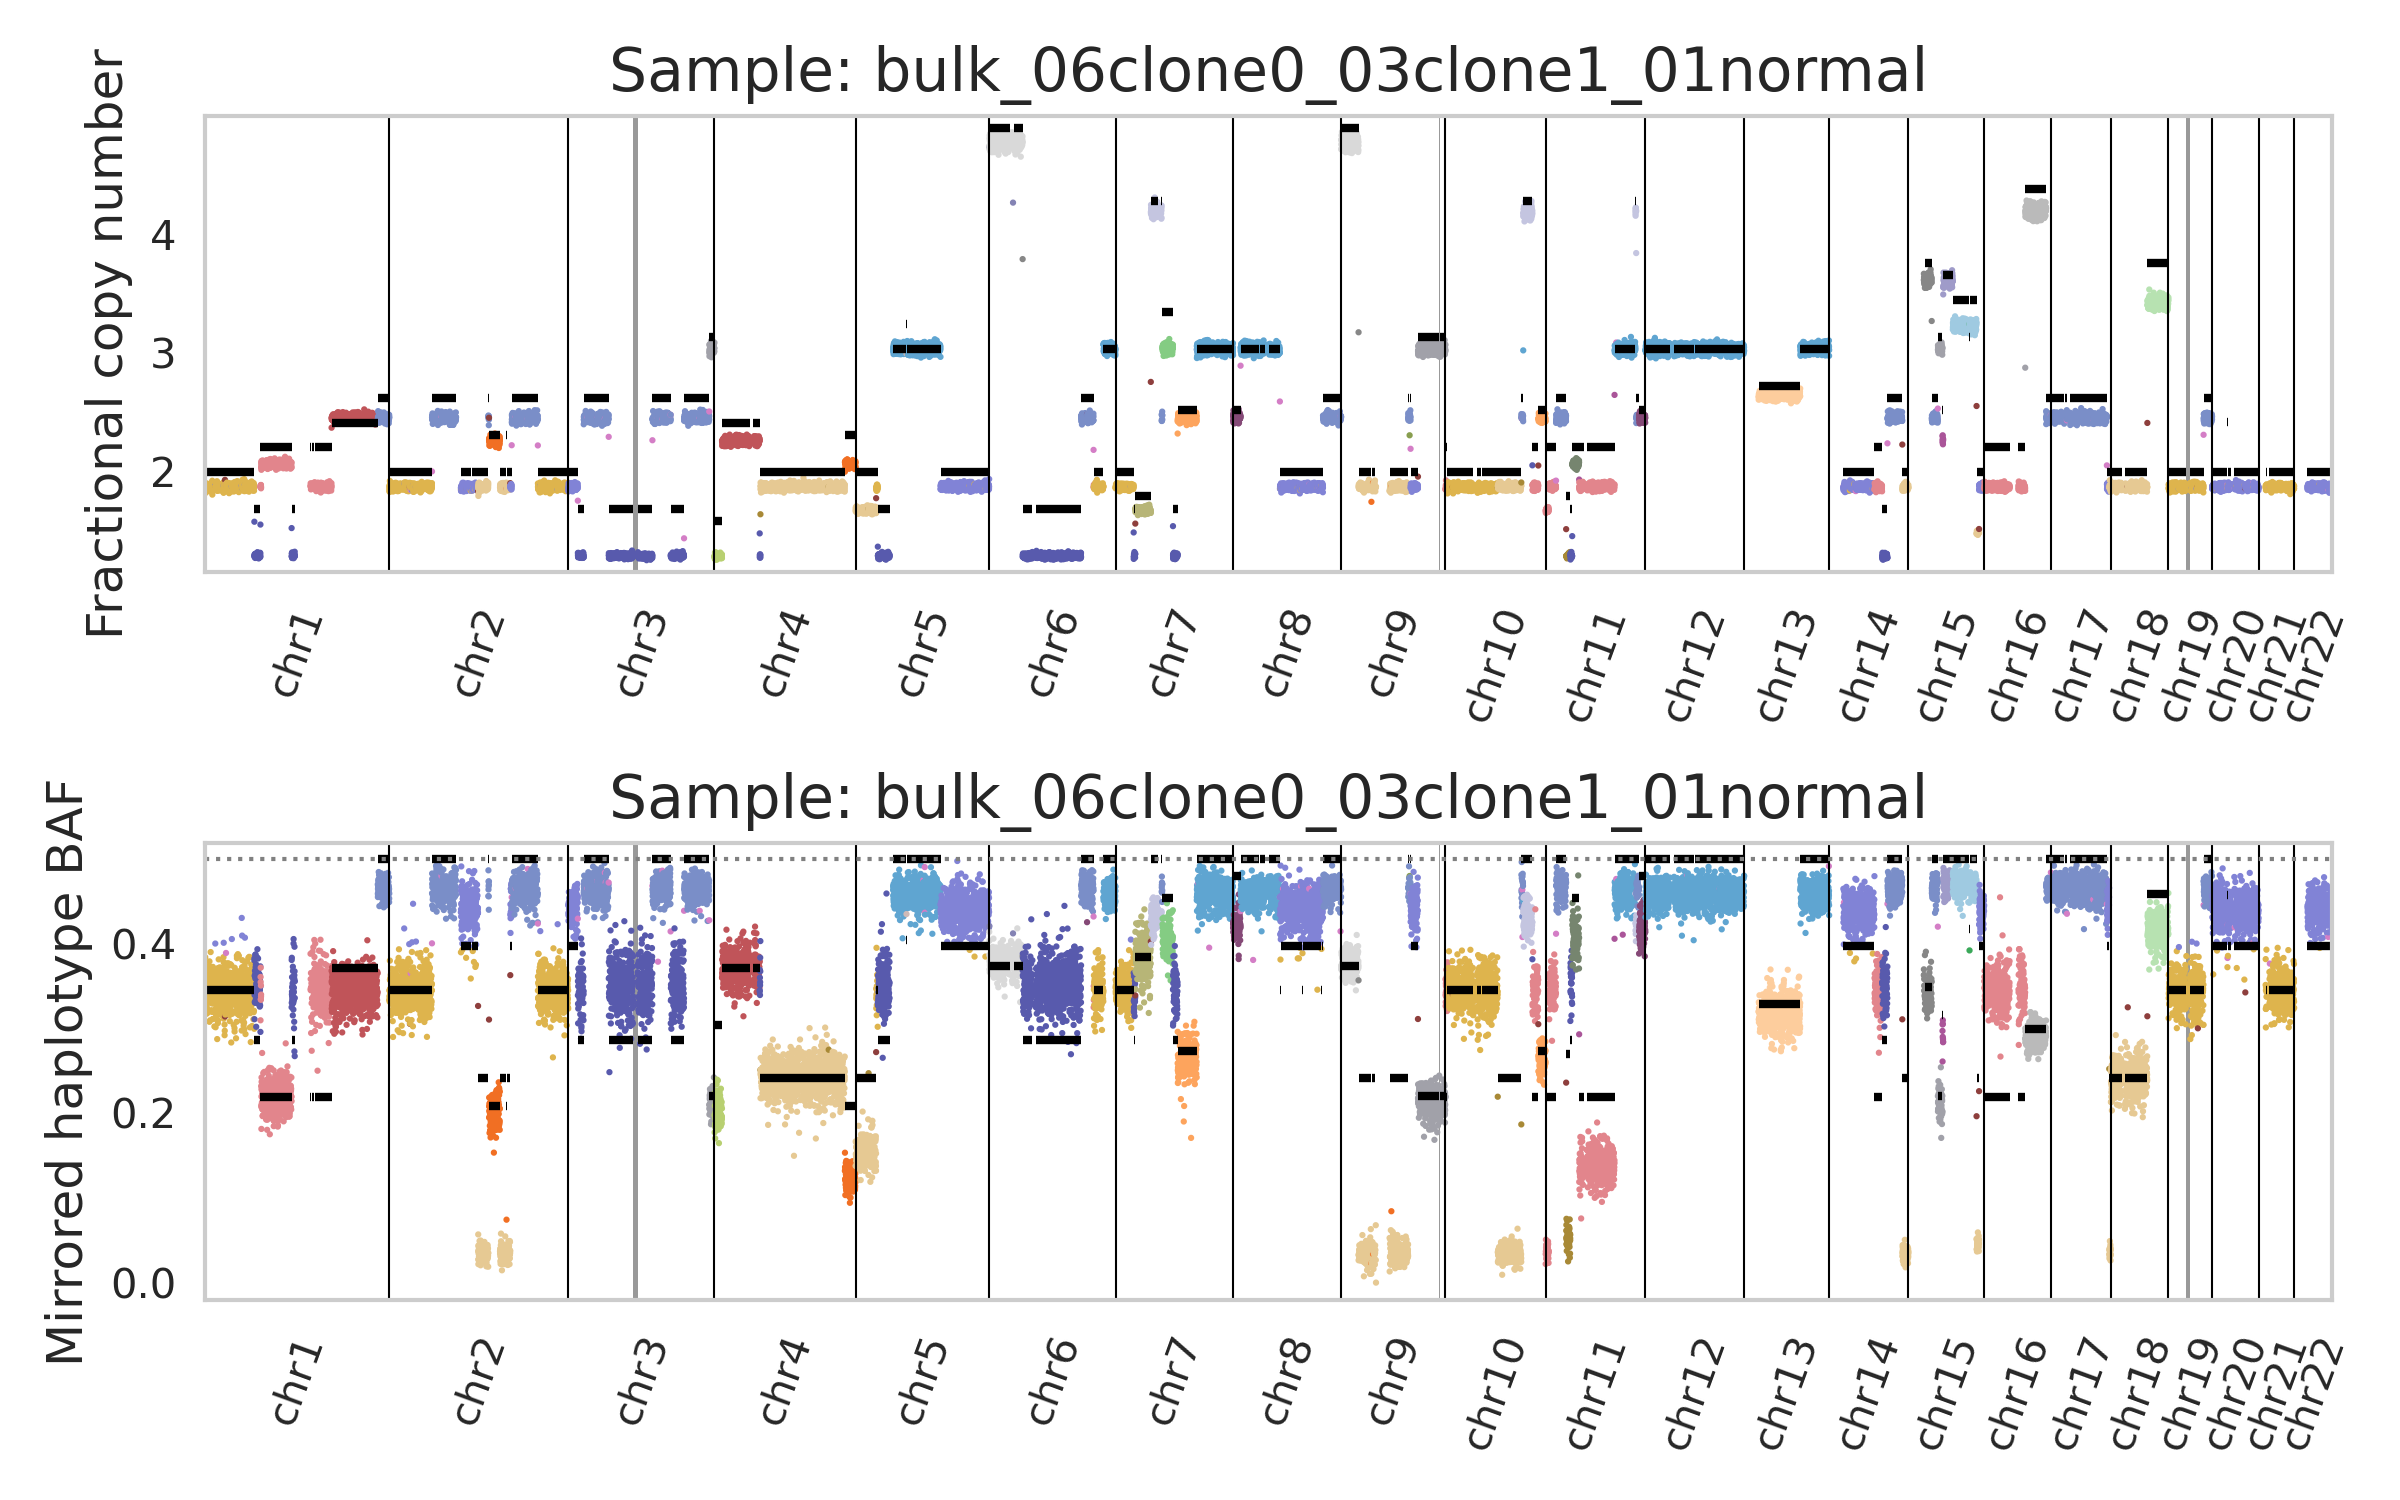 Sample: bulk_06clone0_03clone1_01normal
Fractional copy number
4
3
2
chr1
chr2
chr3
chr4
chr5
chr6
chr7
chr8
chr9
chr10
chr11
chr12
chr13
chr14
chr15
chr16
chr17
chr18
chr19
chr20
chr21
chr22
Sample: bulk_06clone0_03clone1_01normal
Mirrored haplotype BAF
0.4
0.2
0.0
chr1
chr2
chr3
chr4
chr5
chr6
chr7
chr8
chr9
chr10
chr11
chr12
chr13
chr14
chr15
chr16
chr17
chr18
chr19
chr20
chr21
chr22